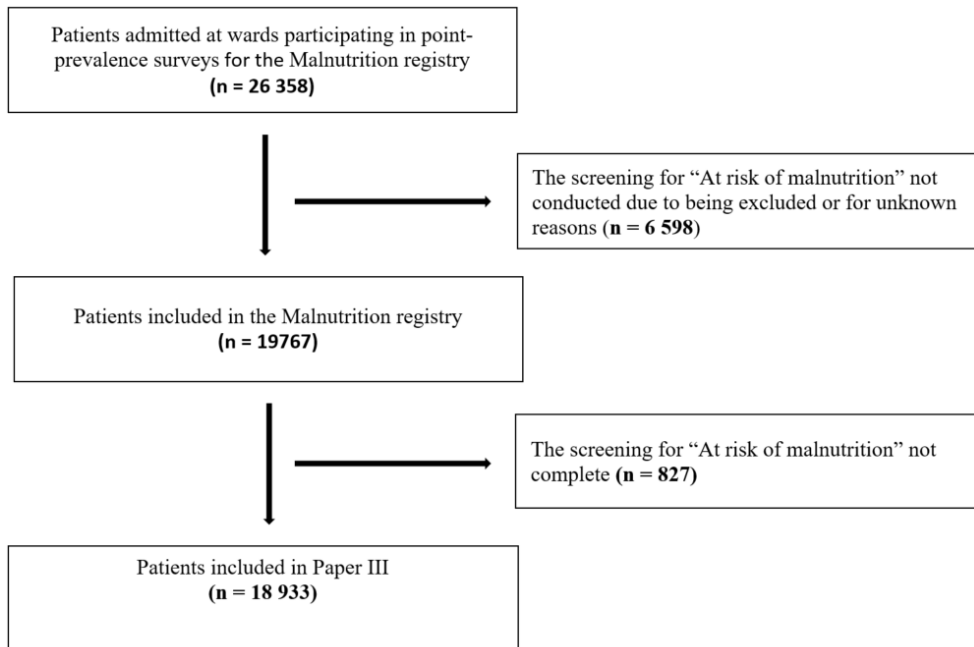 Patients admitted at wards participating in point-
prevalence surveys for the Malnutrition registry
(n = 26 358)
The screening for “At risk of malnutrition” not
conducted due to being excluded or for unknown
reasons (n = 6 598)
Patients included in the Malnutrition registry
(n = 19767)
The screening for “At risk of malnutrition” not
complete (n = 827)
Patients included in Paper III
(n = 18 933)